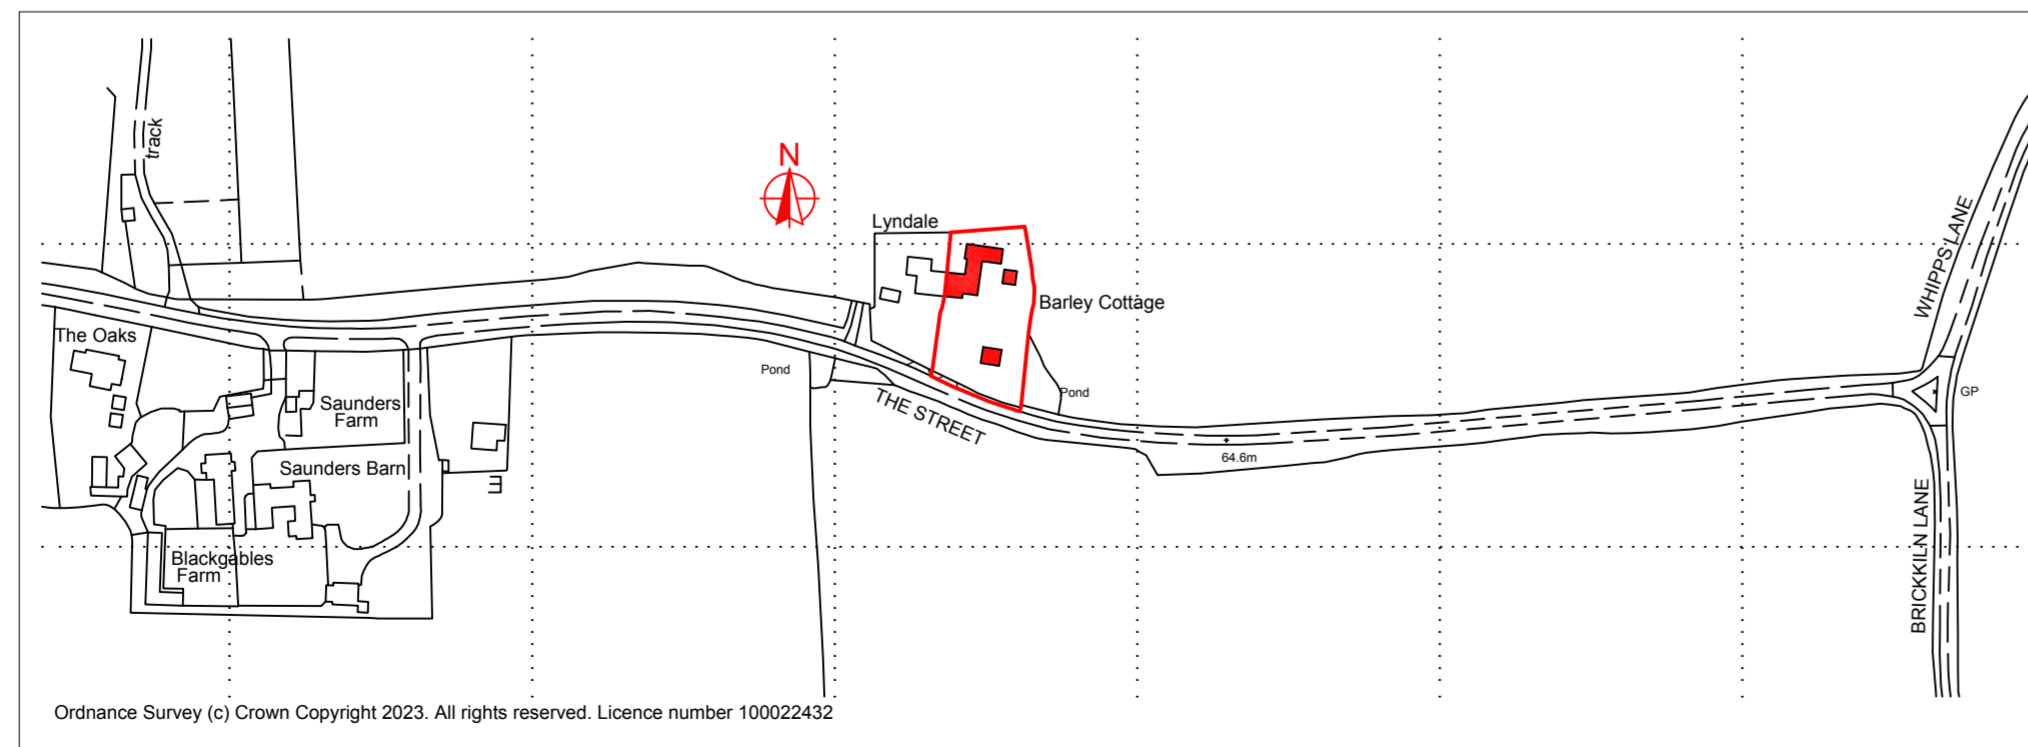 track
N
Lyndale
WHIPPS LANE
Barley Cottage
The Oaks
Pond
GP
Pond
Saunders
Farm
THE STREET
64.6m
Saunders Barn
BRICKKILN LANE
Blackgables
Farm
Ordnance Survey (c) Crown Copyright 2023. All rights reserved. Licence number 100022432